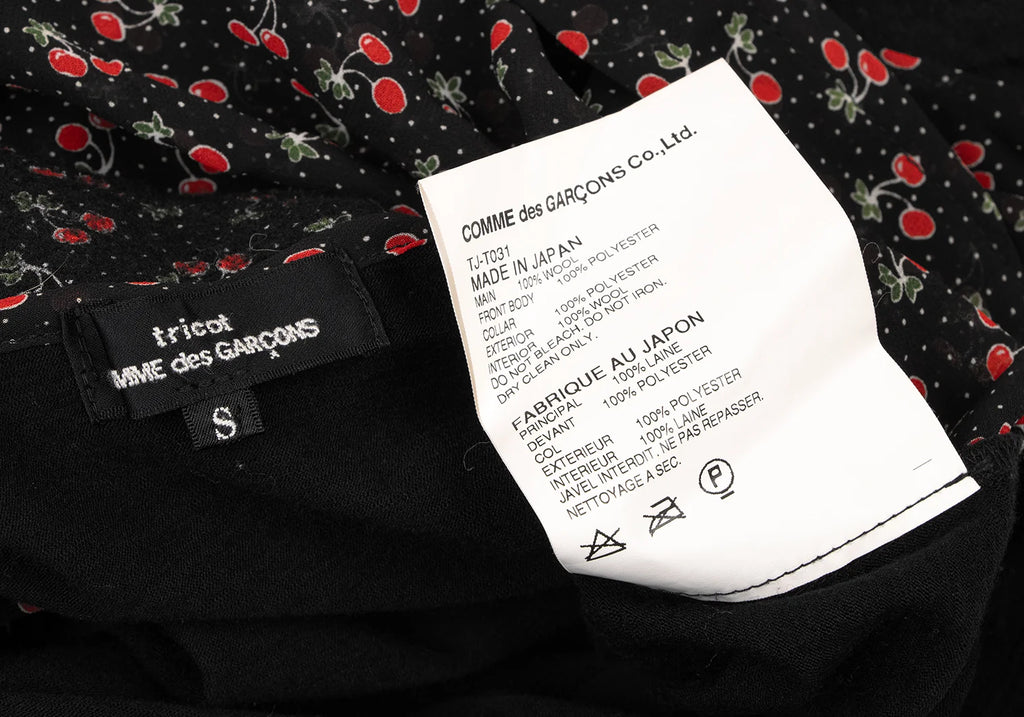 tricot
MME des GARÇONS
S
COMME des GARÇONS Co.,Ltd.
TJ-T031
MADE IN JAPAN
MAIN 100% WOOL
FRONT BODY 100% POLYESTER
COLLAR
EXTERIOR 100% POLYESTER
INTERIOR 100% WOOL
DO NOT BLEACH. DO NOT IRON.
DRY CLEAN ONLY.
FABRIQUE AU JAPON
PRINCIPAL 100% LAINE
DEVANT 100% POLYESTER
COL
EXTERIEUR 100% POLYESTER
INTERIEUR 100% LAINE
JAVEL INTERDIT. NE PAS REPASSER.
NETTOYAGE A SEC.
P